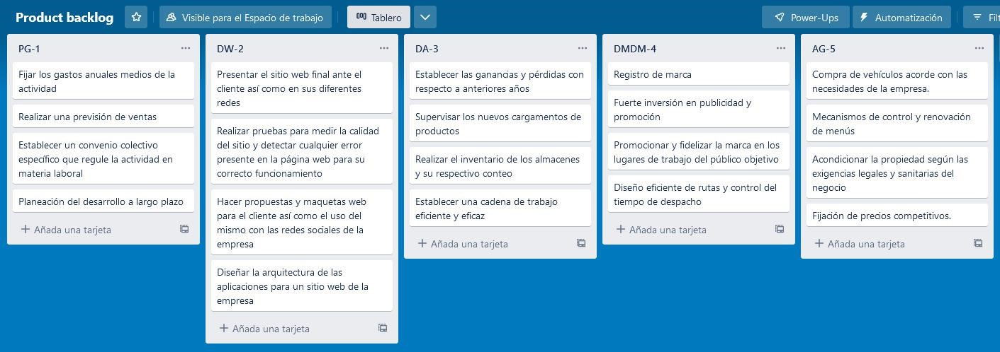 Product backlog
Visible para el Espacio de trabajo
Tablero
Power-Ups
Automatización
PG-1
Fijar los gastos anuales medios de la
actividad
Realizar una previsión de ventas
Establecer un convenio colectivo
específico que regule la actividad en
materia laboral
Planeación del desarrollo a largo plazo
Añada una tarjeta
DW-2
Presentar el sitio web final ante el
cliente así como en sus diferentes
redes
Realizar pruebas para medir la calidad
del sitio y detectar cualquier error
presente en la página web para su
correcto funcionamiento
Hacer propuestas y maquetas web
para el cliente así como el uso del
mismo con las redes sociales de la
empresa
Diseñar la arquitectura de las
aplicaciones para un sitio web de la
empresa
Añada una tarjeta
DA-3
Establecer las ganancias y pérdidas con
respecto a anteriores años
Supervisar los nuevos cargamentos de
productos
Realizar el inventario de los almacenes
y su respectivo conteo
Establecer una cadena de trabajo
eficiente y eficaz
Añada una tarjeta
DMDM-4
Registro de marca
Fuerte inversión en publicidad y
promoción
Promocionar y fidelizar la marca en los
lugares de trabajo del público objetivo
Diseño eficiente de rutas y control del
tiempo de despacho
Añada una tarjeta
AG-5
Compra de vehículos acorde con las
necesidades de la empresa.
Mecanismos de control y renovación
de menús
Acondicionar la propiedad según las
exigencias legales y sanitarias del
negocio
Fijación de precios competitivos.
Añada una tarjeta